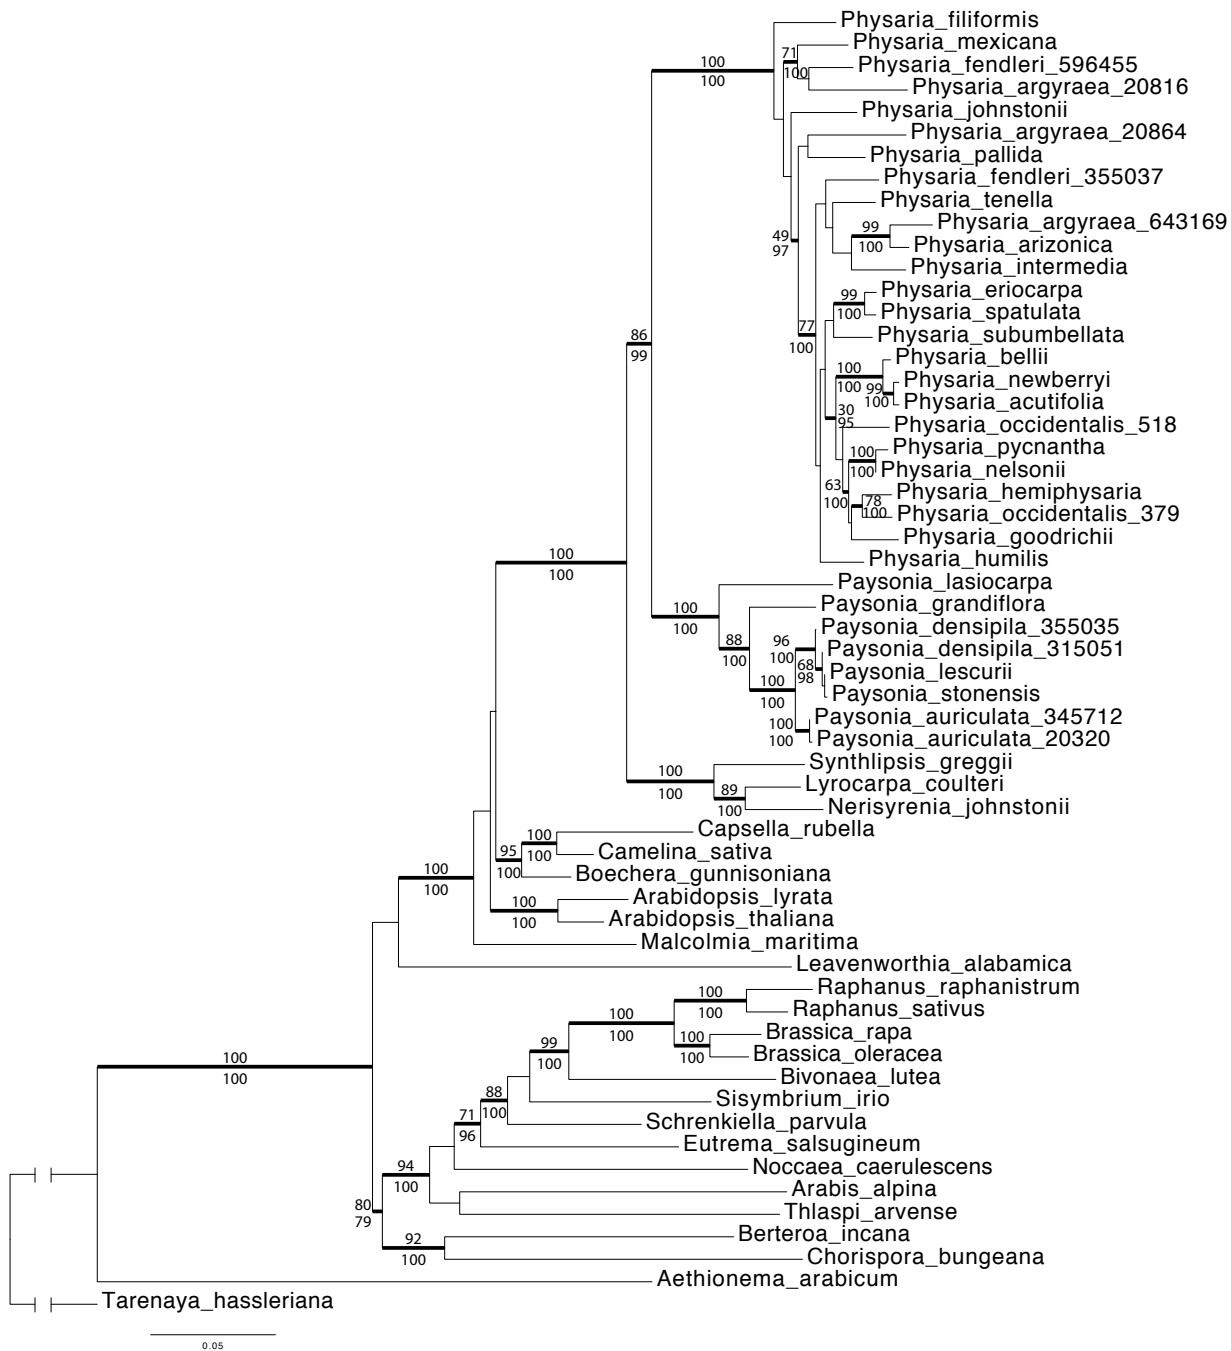 Physaria_filiformis
Physaria_mexicana
71
Physaria_fendleri_596455
100
100
100
Physaria_argyraea_20816
Physaria_johnstonii
Physaria_argyraea_20864
Physaria_pallida
Physaria_fendleri_355037
Physaria_tenella
Physaria_argyraea_643169
99
49
Physaria_arizonica
100
97
Physaria_intermedia
Physaria_eriocarpa
99
Physaria_spatulata
100
77
Physaria_subumbellata
86
100
99
Physaria_bellii
100
Physaria_newberryi
100
99
Physaria_acutifolia
100
30
95
Physaria_occidentalis_518
Physaria_pycnantha
100
Physaria_nelsonii
100
63
Physaria_hemiphysaria
100
78
Physaria_occidentalis_379
100
Physaria_goodrichii
100
Physaria_humilis
100
Paysonia_lasiocarpa
100
Paysonia_grandiflora
100
Paysonia_densipila_355035
88
96
Paysonia_densipila_315051
100
100
68
Paysonia_lescurii
98
100
Paysonia_stonensis
100
Paysonia_auriculata_345712
100
Paysonia_auriculata_20320
100
Synthlipsis_greggii
100
Lyrocarpa_coulteri
100
89
Nerisyrenia_johnstonii
100
Capsella_rubella
100
Camelina_sativa
95
100
Boechera_gunnisoniana
100
100
100
Arabidopsis_lyrata
100
Arabidopsis_thaliana
100
Malcolmia_maritima
Leavenworthia_alabamica
Raphanus_raphanistrum
100
Raphanus_sativus
100
100
Brassica_rapa
100
100
Brassica_oleracea
100
99
100
100
100
Bivonaea_lutea
Sisymbrium_irio
88
Schrenkiella_parvula
100
71
Eutrema_salsugineum
96
Noccaea_caerulescens
94
Arabis_alpina
100
Thlaspi_arvense
80
79
Berteroa_incana
92
Chorispora_bungeana
100
Aethionema_arabicum
Tarenaya_hassleriana
0.05